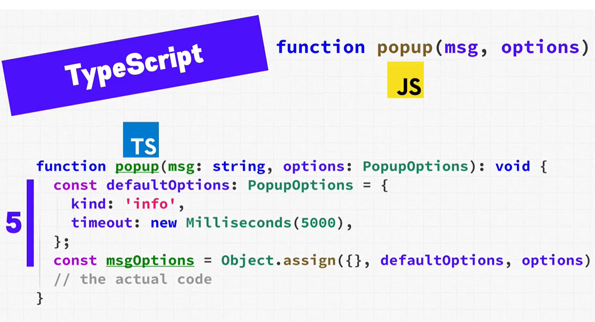 TypeScript
function popup(msg, options)
JS
TS
function popup(msg: string, options: PopupOptions): void {
const defaultOptions: PopupOptions = {
kind: 'info',
timeout: new Milliseconds(5000),
};
5
const msgOptions = Object.assign({}, defaultOptions, options)
// the actual code
}